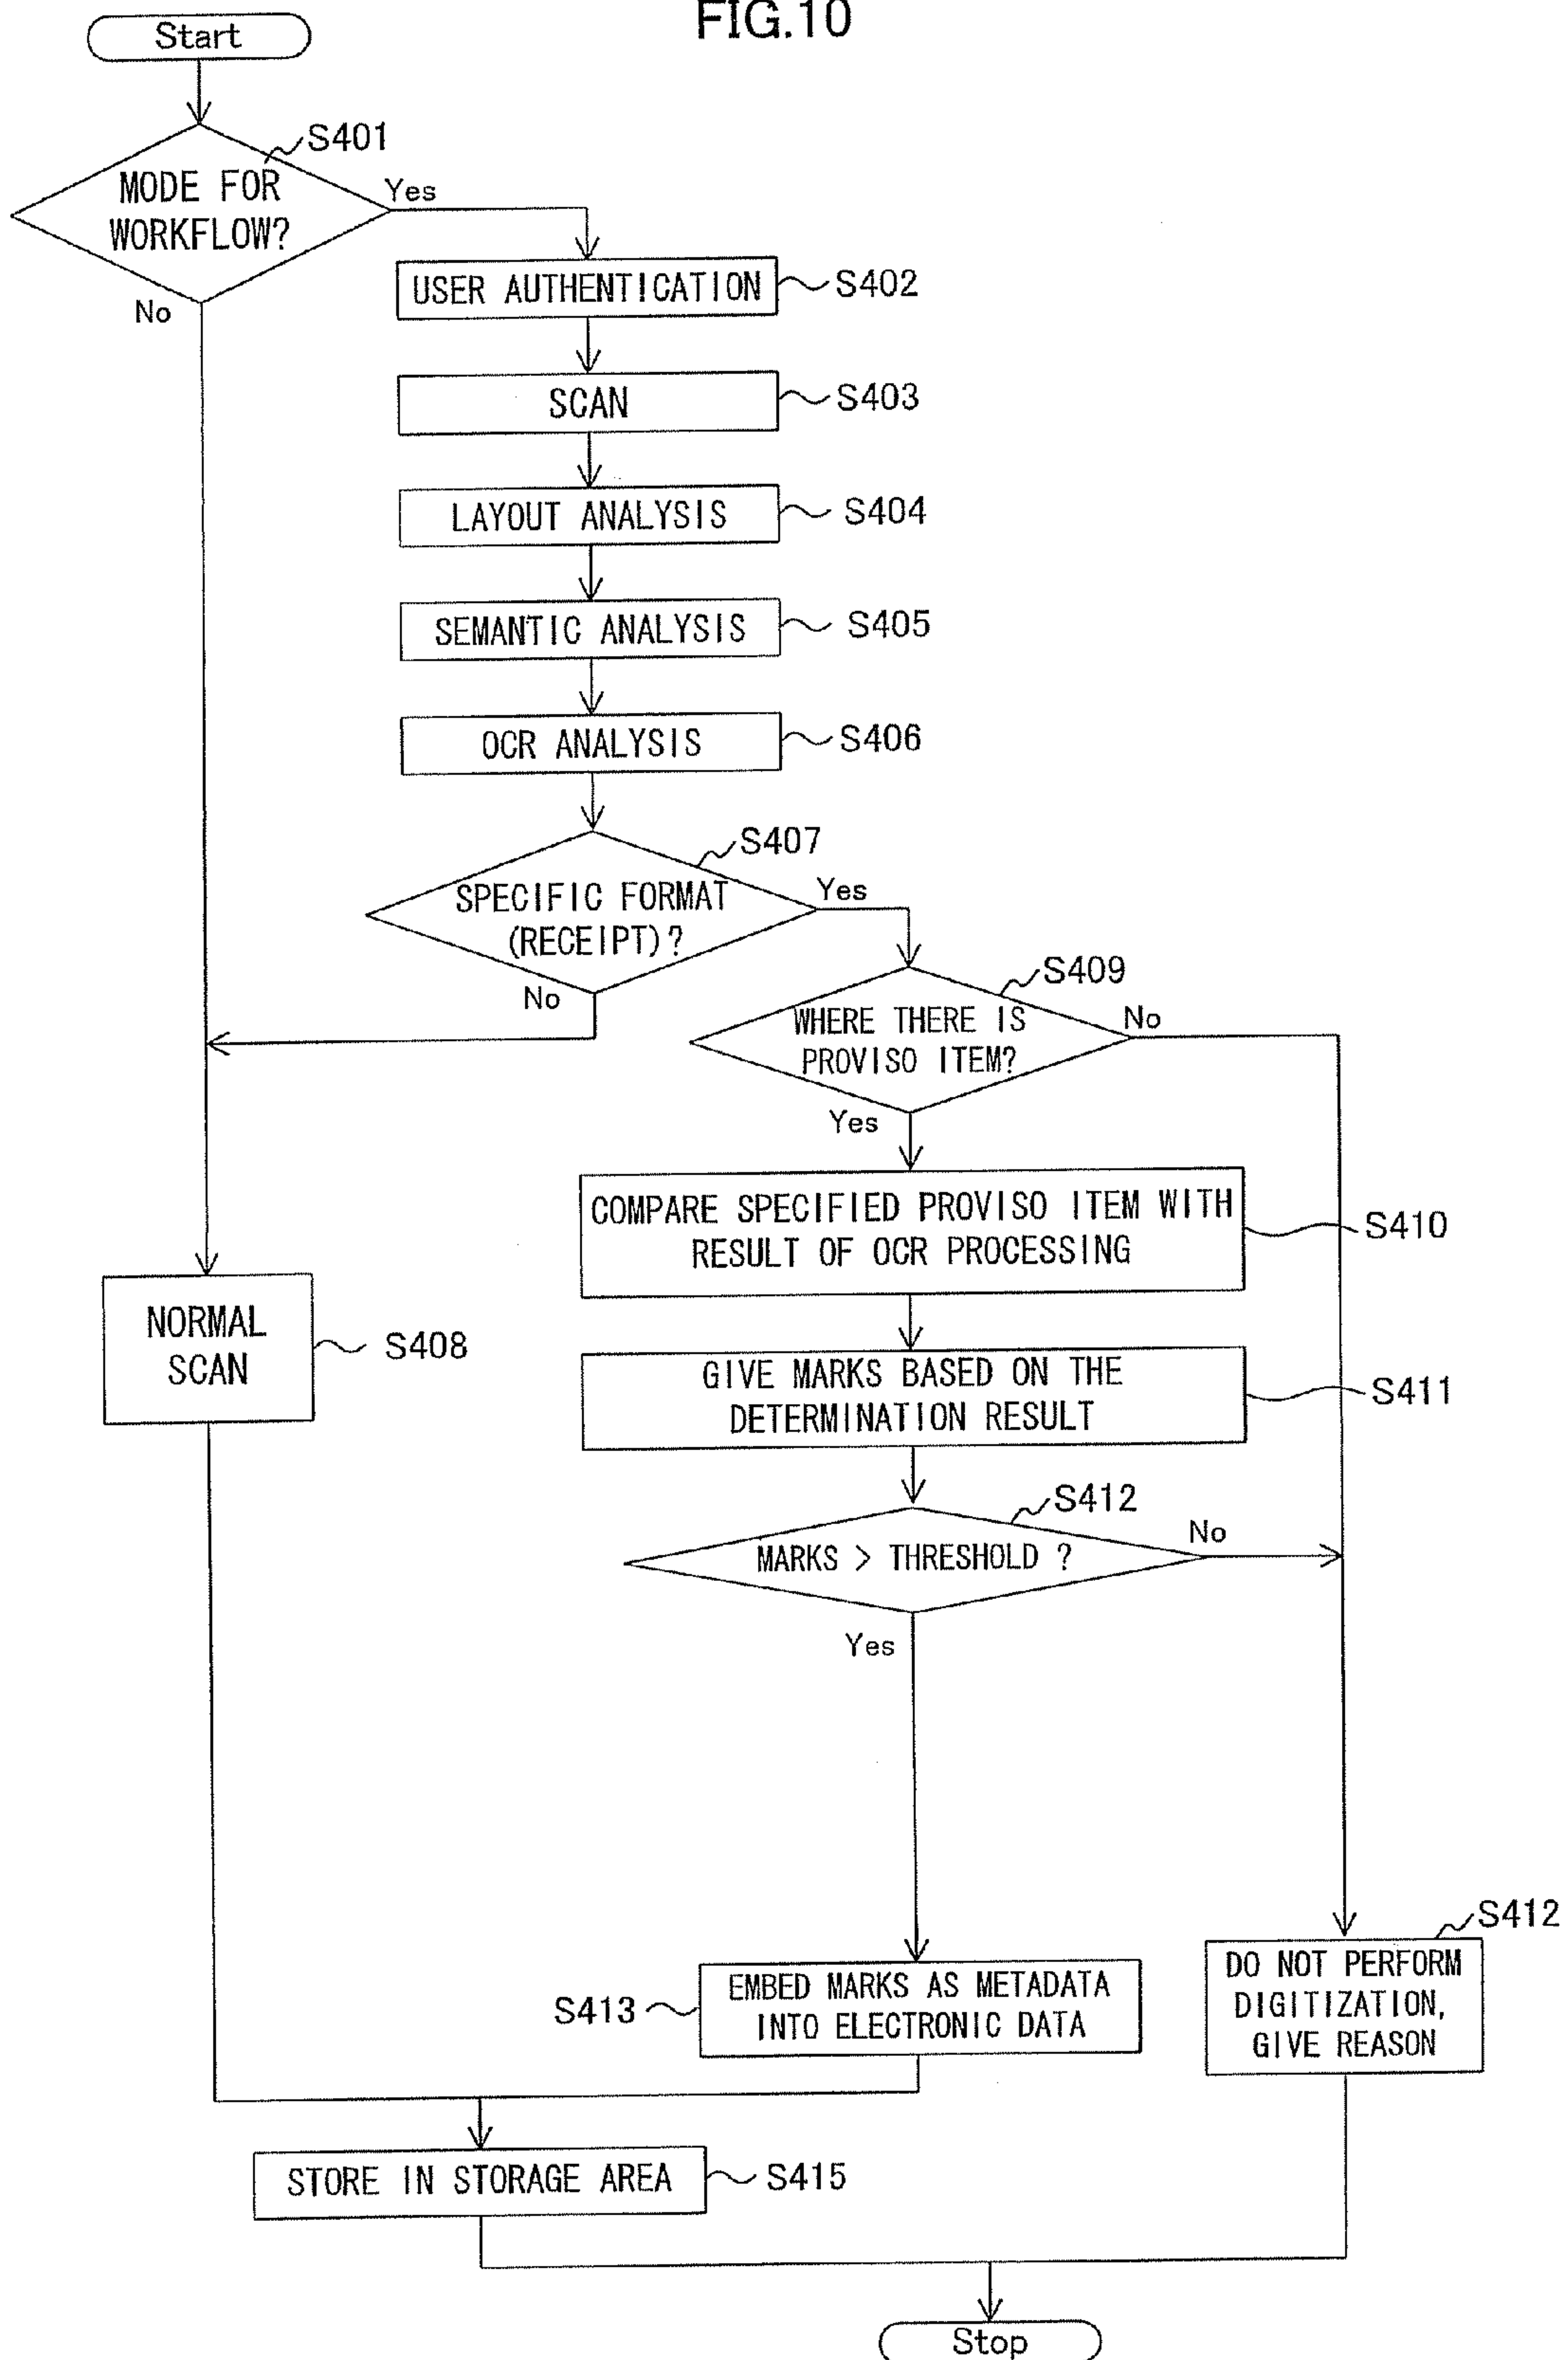 FIG.10
Start
S401
MODE FOR
WORKFLOW?
Yes
No
USER AUTHENTICATION
S402
SCAN
S403
LAYOUT ANALYSIS
S404
SEMANTIC ANALYSIS
S405
OCR ANALYSIS
S406
S407
SPECIFIC FORMAT
(RECEIPT)?
Yes
No
S409
WHERE THERE IS
PROVISO ITEM?
No
Yes
COMPARE SPECIFIED PROVISO ITEM WITH
RESULT OF OCR PROCESSING
S410
NORMAL
SCAN
S408
GIVE MARKS BASED ON THE
DETERMINATION RESULT
S411
S412
MARKS > THRESHOLD ?
No
Yes
S412
DO NOT PERFORM
DIGITIZATION,
GIVE REASON
S413
EMBED MARKS AS METADATA
INTO ELECTRONIC DATA
STORE IN STORAGE AREA
S415
Stop